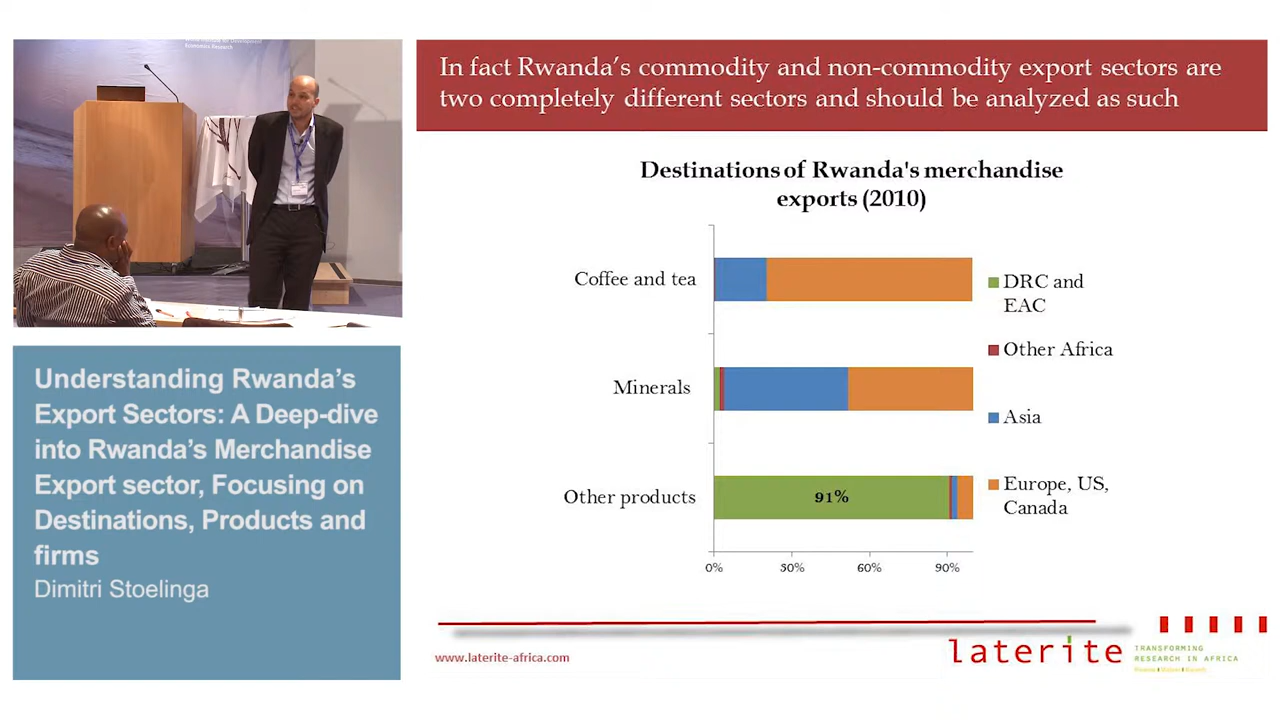 Economics Research
In fact Rwanda's commodity and non-commodity export sectors are
two completely different sectors and should be analyzed as such
Destinations of Rwanda's merchandise
exports (2010)
Coffee and tea
Minerals
Other products
91%
0%
30%
60%
90%
DRC and
EAC
Other Africa
Asia
Europe, US,
Canada
Understanding Rwanda's
Export Sectors: A Deep-dive
into Rwanda's Merchandise
Export sector, Focusing on
Destinations, Products and
firms
Dimitri Stoelinga
www.laterite-africa.com
laterite
TRANSFORMING
RESEARCH IN AFRICA